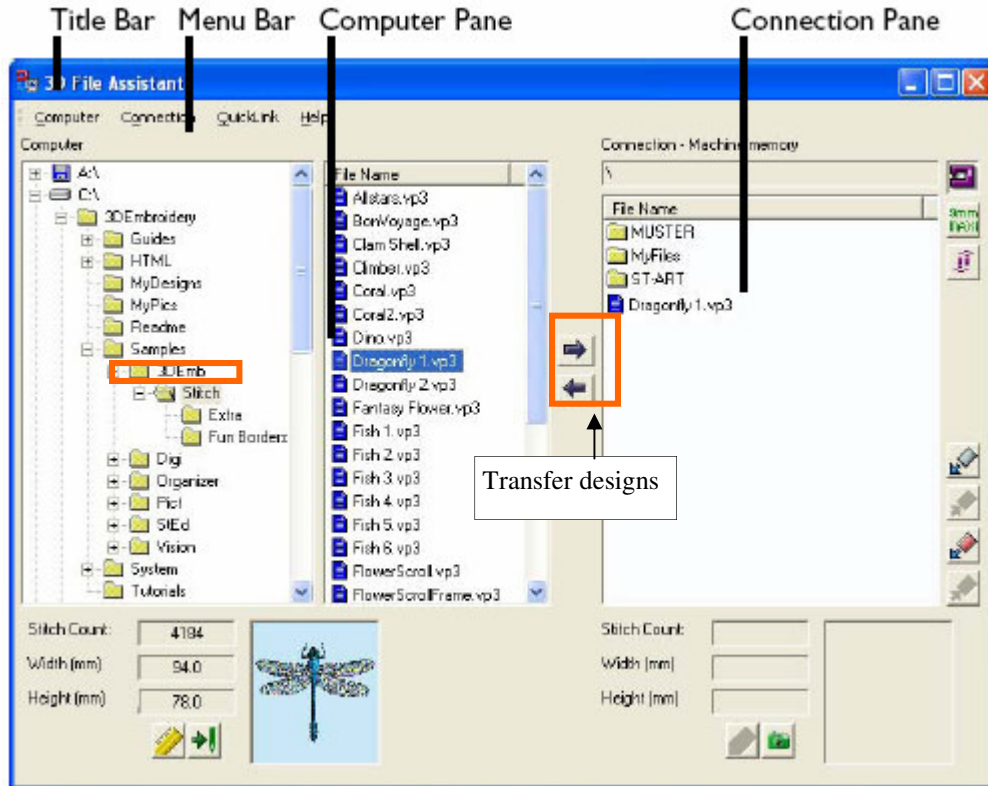 Title Bar Menu Bar Computer Pane Connection Pane
3D File Assistant
Computer Connection QuickLink Help
Computer
A:\
C:\
3DEmbroidery
Guides
HTML
MyDesigns
MyPics
Readme
Samples
3DEmb
Stitch
Extra
Fun Borders
Digi
Organizer
Pict
StEd
Vision
System
Tutorials
File Name
Allstars.vp3
BonVoyage.vp3
Clam Shell.vp3
Climber.vp3
Coral.vp3
Coral2.vp3
Dino.vp3
Dragonfly 1.vp3
Dragonfly 2.vp3
Fantasy Flower.vp3
Fish 1.vp3
Fish 2.vp3
Fish 3.vp3
Fish 4.vp3
Fish 5.vp3
Fish 6.vp3
FlowerScroll.vp3
FlowerScrollFrame.vp3
Transfer designs
Connection - Machine memory
\
File Name
MUSTER
MyFiles
ST-ART
Dragonfly 1.vp3
9mm
MAXI
Stitch Count: 4184
Width (mm) 94.0
Height (mm) 78.0
Stitch Count:
Width (mm)
Height (mm)